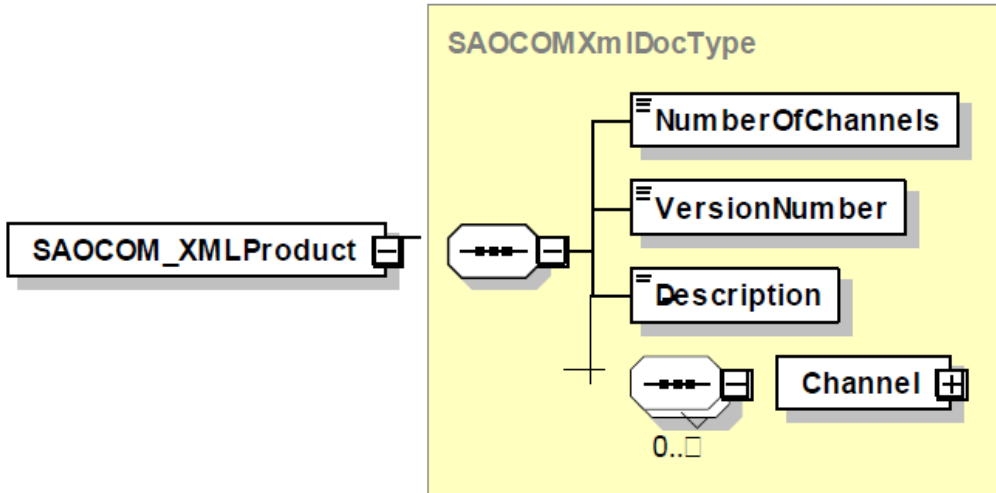 SAOCOMXmlDocType
NumberOfChannels
VersionNumber
SAOCOM_XMLProduct
Description
Channel
0..□